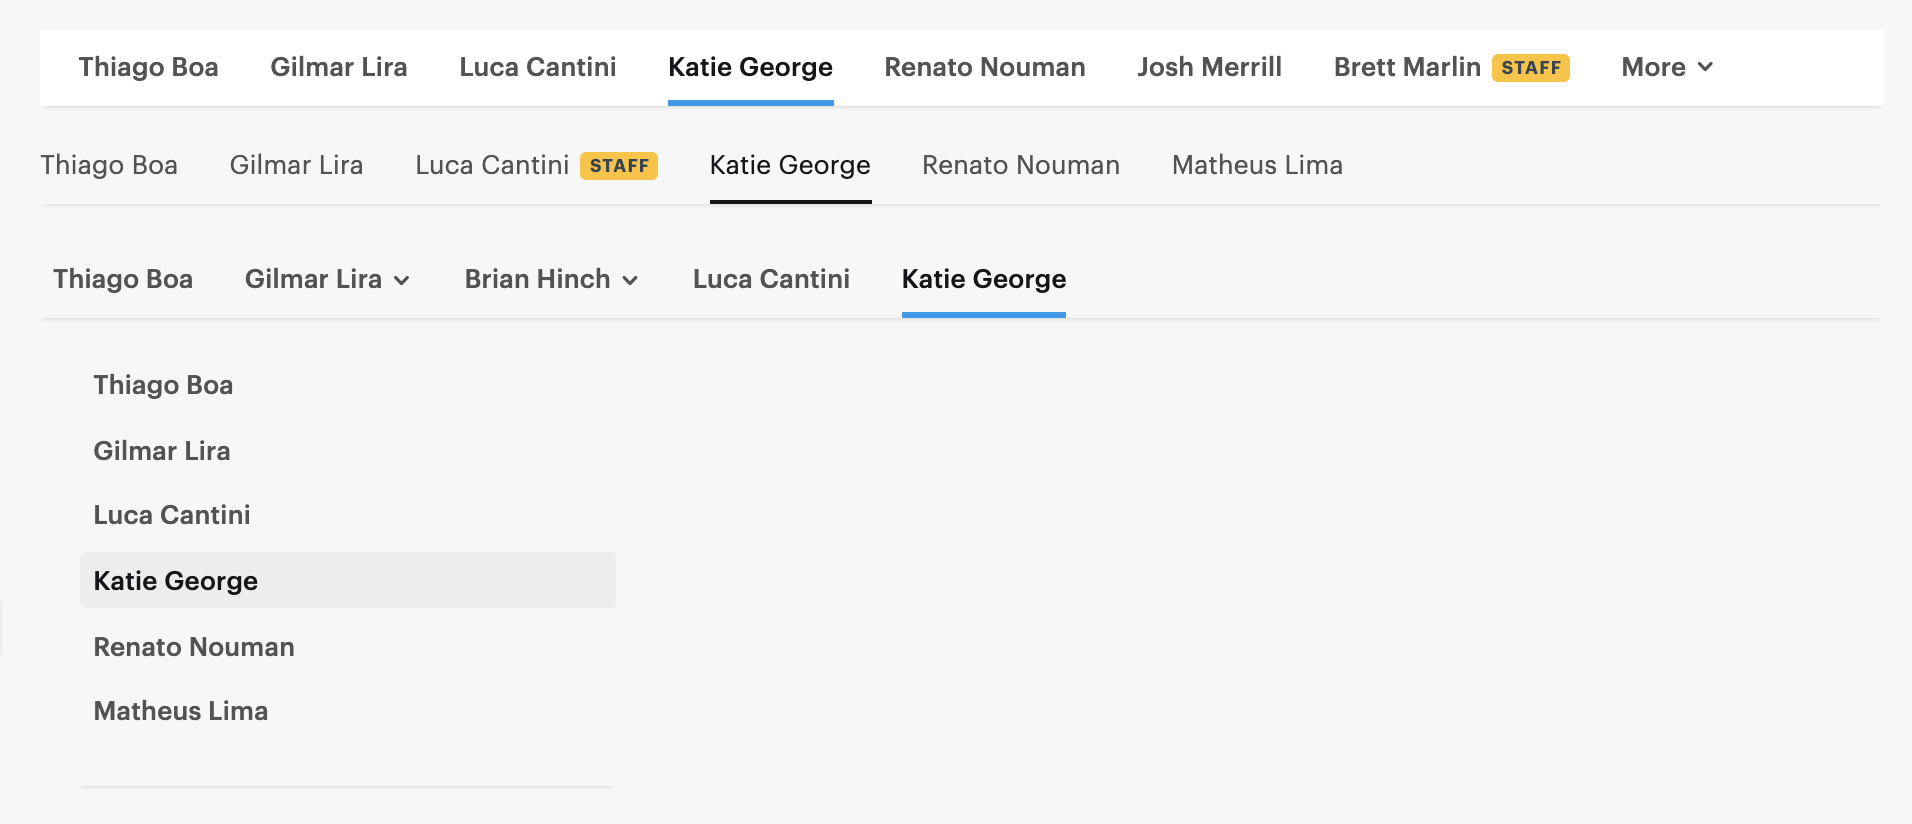 Thiago Boa Gilmar Lira Luca Cantini Katie George Renato Nouman Josh Merrill Brett Marlin STAFF More
Thiago Boa Gilmar Lira Luca Cantini STAFF Katie George Renato Nouman Matheus Lima
Thiago Boa Gilmar Lira Brian Hinch Luca Cantini Katie George
Thiago Boa
Gilmar Lira
Luca Cantini
Katie George
Renato Nouman
Matheus Lima